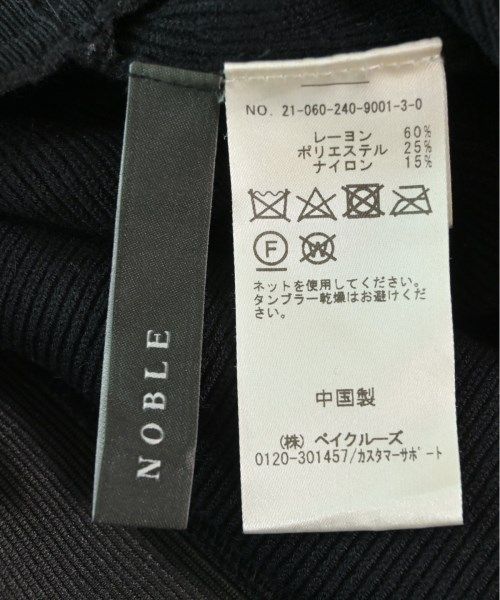 NOBLE
NO. 21-060-240-9001-3-0
レーヨン 60%
ポリエステル 25%
ナイロン 15%
F
W
ネットを使用してください。
タンブラー乾燥はお避けくだ
さい。
中国製
(株) ベイクルーズ
0120-301457/カスタマーサポート